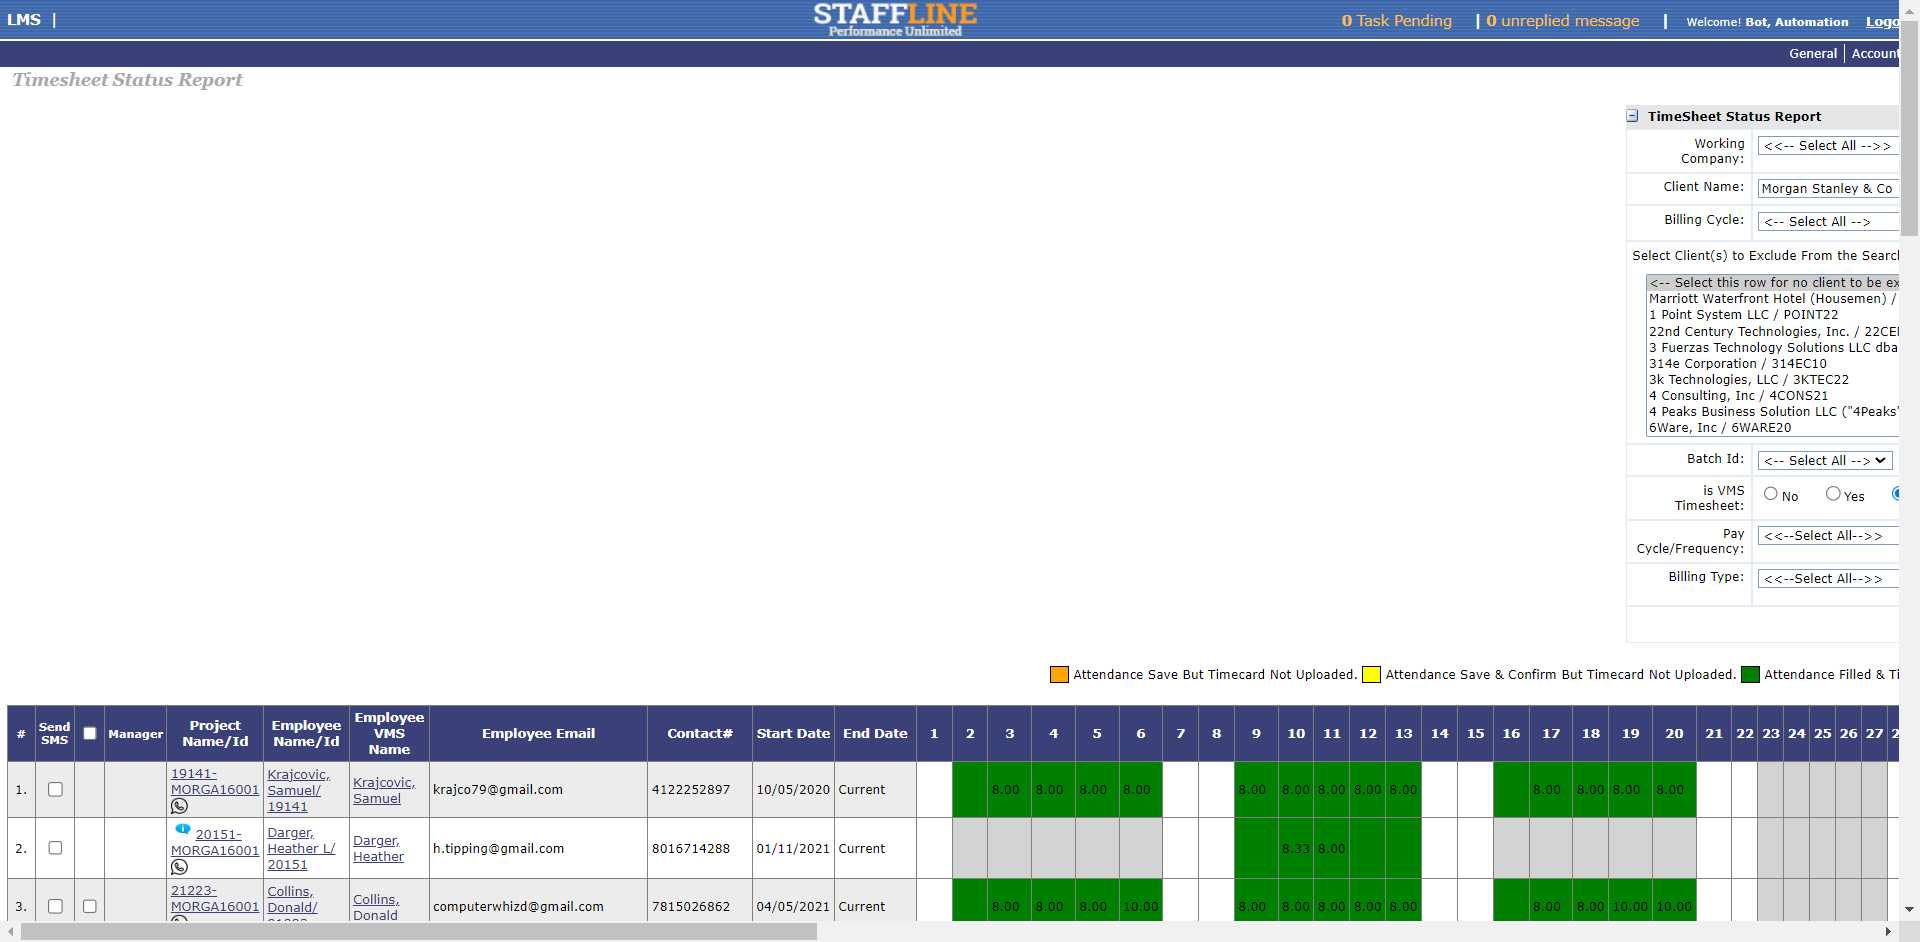 LMS |
STAFFLINE
Performance Unlimited
0 Task Pending | 0 unreplied message | Welcome! Bot, Automation Logo
General | Account
Timesheet Status Report
TimeSheet Status Report
Working Company: <<-- Select All -->>
Client Name: Morgan Stanley & Co
Billing Cycle: <-- Select All -->
Select Client(s) to Exclude From the Search
<-- Select this row for no client to be ex
Marriott Waterfront Hotel (Housemen) /
1 Point System LLC / POINT22
22nd Century Technologies, Inc. / 22CE
3 Fuerzas Technology Solutions LLC dba
314e Corporation / 314EC10
3k Technologies, LLC / 3KTEC22
4 Consulting, Inc / 4CONS21
4 Peaks Business Solution LLC ("4Peaks"
6Ware, Inc / 6WARE20
Batch Id: <-- Select All -->
is VMS Timesheet: No Yes
Pay Cycle/Frequency: <<--Select All-->>
Billing Type: <<--Select All-->>
Attendance Save But Timecard Not Uploaded. Attendance Save & Confirm But Timecard Not Uploaded. Attendance Filled & Ti
# Send SMS Manager Project Name/Id Employee Name/Id Employee VMS Name Employee Email Contact# Start Date End Date 1 2 3 4 5 6 7 8 9 10 11 12 13 14 15 16 17 18 19 20 21 22 23 24 25 26 27 2
1. 19141-MORGA16001 Krajcovic, Samuel/ 19141 Krajcovic, Samuel krajco79@gmail.com 4122252897 10/05/2020 Current 8.00 8.00 8.00 8.00 8.00 8.00 8.00 8.00 8.00 8.00 8.00 8.00 8.00
2. 20151-MORGA16001 Darger, Heather L/ 20151 Darger, Heather h.tipping@gmail.com 8016714288 01/11/2021 Current 8.33 8.00
3. 21223-MORGA16001 Collins, Donald/ Collins, Donald computerwhizd@gmail.com 7815026862 04/05/2021 Current 8.00 8.00 8.00 10.00 8.00 8.00 8.00 8.00 8.00 8.00 8.00 10.00 10.00